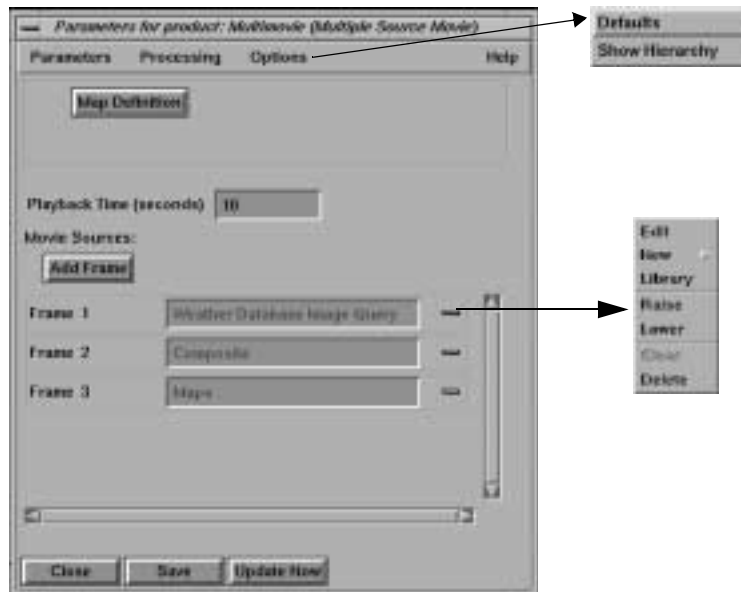 Parameters for product: Multimovie (Multiple Source Movie)
Parameters Processing Options Help
Defaults
Show Hierarchy
Map Definition
Playback Time (seconds) 10
Movie Sources:
Add Frame
Frame 1 Weather Database Image Query
Frame 2 Composite
Frame 3 Maps
Edit
New
Library
Raise
Lower
Clear
Delete
Close Save Update Now